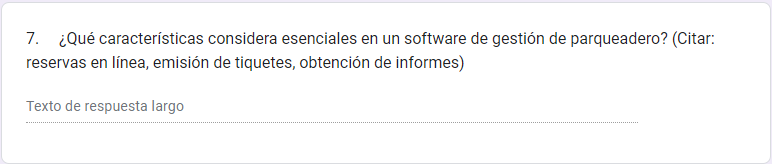 7. ¿Qué características considera esenciales en un software de gestión de parqueadero? (Citar:
reservas en línea, emisión de tiquetes, obtención de informes)
Texto de respuesta largo